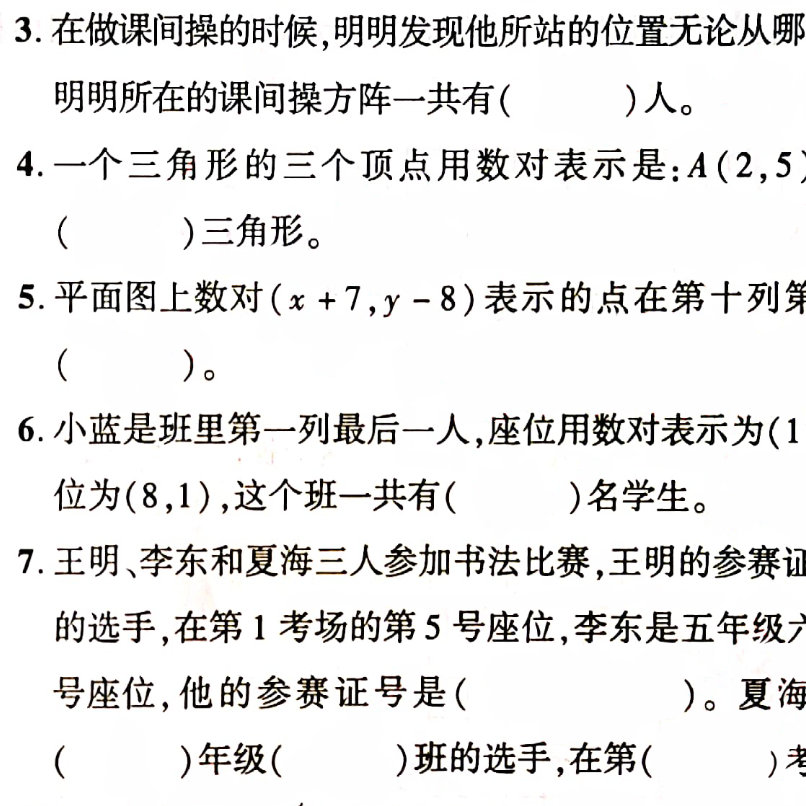 3. 在做课间操的时候,明明发现他所站的位置无论从哪
明明所在的课间操方阵一共有(　　　)人。
4. 一个三角形的三个顶点用数对表示是:A(2,5)
(　　　)三角形。
5. 平面图上数对(x+7,y-8)表示的点在第十列第
(　　　)。
6. 小蓝是班里第一列最后一人,座位用数对表示为(1
位为(8,1),这个班一共有(　　　)名学生。
7. 王明、李东和夏海三人参加书法比赛,王明的参赛证
的选手,在第1考场的第5号座位,李东是五年级六
号座位,他的参赛证号是(　　　)。夏海
(　　　)年级(　　　)班的选手,在第(　　　)考